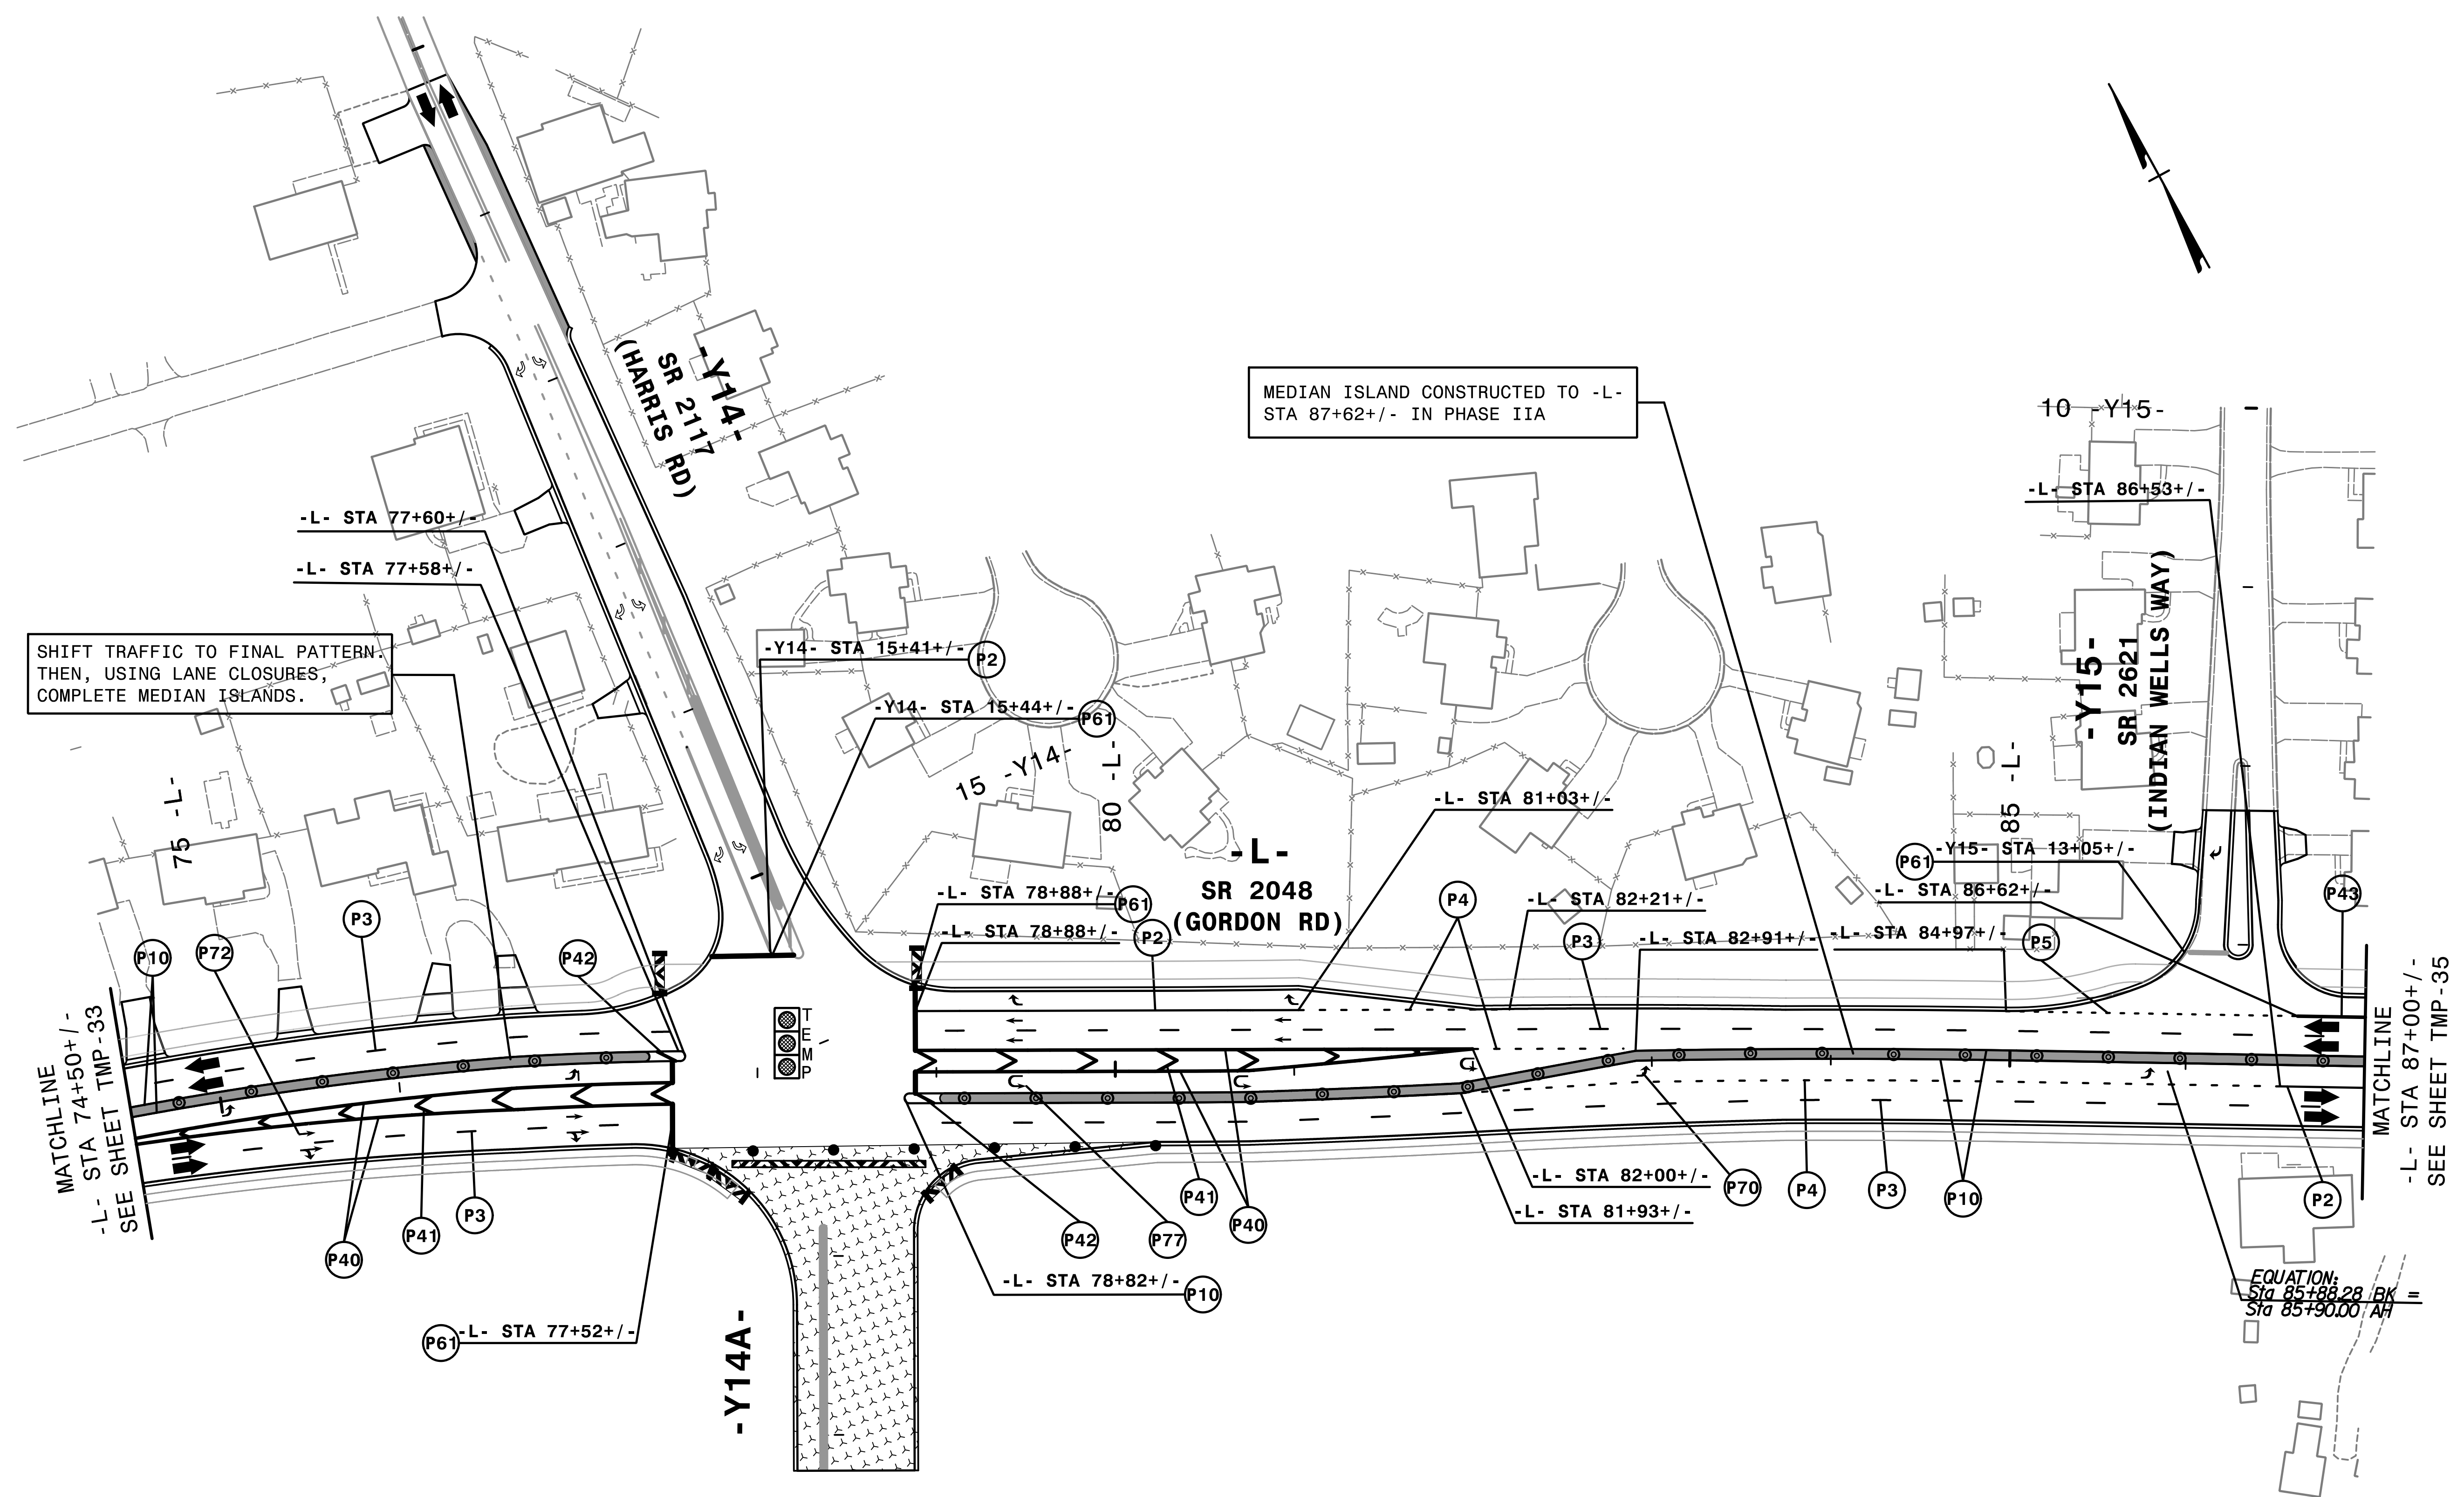 -Y14-
SR 2117
(HARRIS RD)
MEDIAN ISLAND CONSTRUCTED TO -L-
STA 87+62+/- IN PHASE IIA
10 -Y15-
-L- STA 86+53+/-
-L- STA 77+60+/-
-L- STA 77+58+/-
SHIFT TRAFFIC TO FINAL PATTERN.
THEN, USING LANE CLOSURES,
COMPLETE MEDIAN ISLANDS.
-Y14- STA 15+41+/-
P2
-Y14- STA 15+44+/-
P61
15 -Y14-
80 -L-
75 -L-
85 -L-
-Y15-
SR 2621
(INDIAN WELLS WAY)
-L- STA 81+03+/-
-L-
SR 2048
(GORDON RD)
P61
-Y15- STA 13+05+/-
-L- STA 86+62+/-
P43
-L- STA 78+88+/-
P61
-L- STA 78+88+/-
P2
P4
-L- STA 82+21+/-
P3
-L- STA 82+91+/-
-L- STA 84+97+/-
P5
P10
P72
P3
P42
MATCHLINE
-L- STA 74+50+/-
SEE SHEET TMP-33
TEMP
MATCHLINE
-L- STA 87+00+/-
SEE SHEET TMP-35
P40
P41
P3
P61
-L- STA 77+52+/-
-Y14A-
P42
P77
P41
P40
-L- STA 78+82+/-
P10
-L- STA 82+00+/-
-L- STA 81+93+/-
P70
P4
P3
P10
P2
EQUATION:
Sta 85+88.28 BK =
Sta 85+90.00 AH